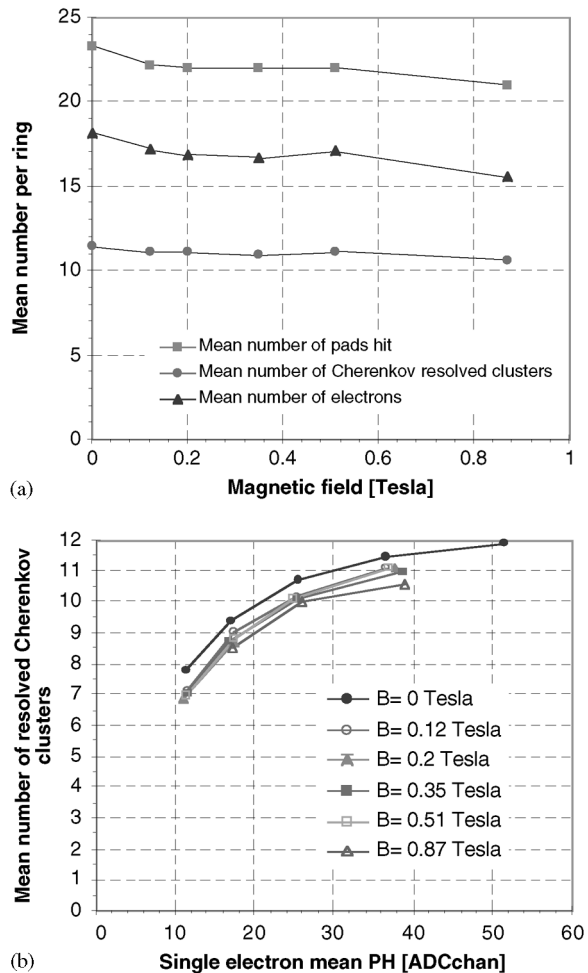 25
20
15
10
5
0
Mean number per ring
Mean number of pads hit
Mean number of Cherenkov resolved clusters
Mean number of electrons
0 0.2 0.4 0.6 0.8 1
(a)
Magnetic field [Tesla]
12
11
10
9
8
7
6
5
4
3
2
1
0
Mean number of resolved Cherenkov
clusters
B= 0 Tesla
B= 0.12 Tesla
B= 0.2 Tesla
B= 0.35 Tesla
B= 0.51 Tesla
B= 0.87 Tesla
0 10 20 30 40 50 60
(b)
Single electron mean PH [ADCchan]